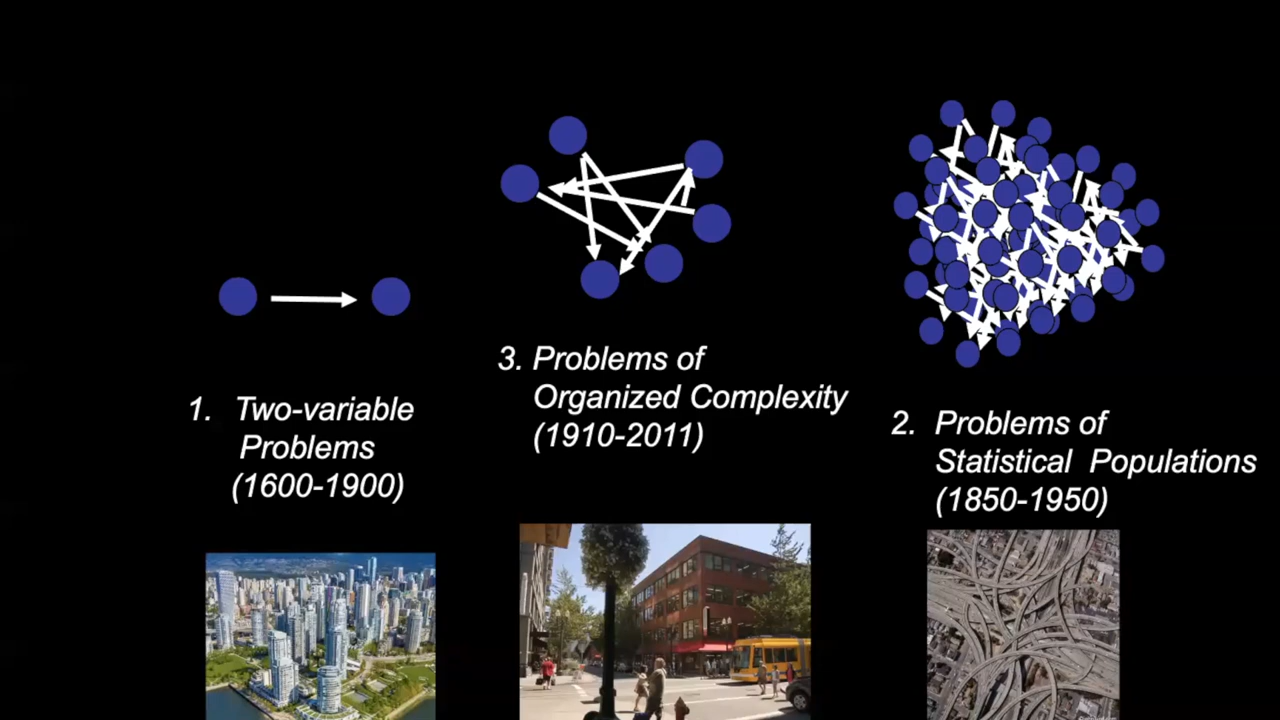 1. Two-variable
Problems
(1600-1900)
3. Problems of
Organized Complexity
(1910-2011)
2. Problems of
Statistical Populations
(1850-1950)